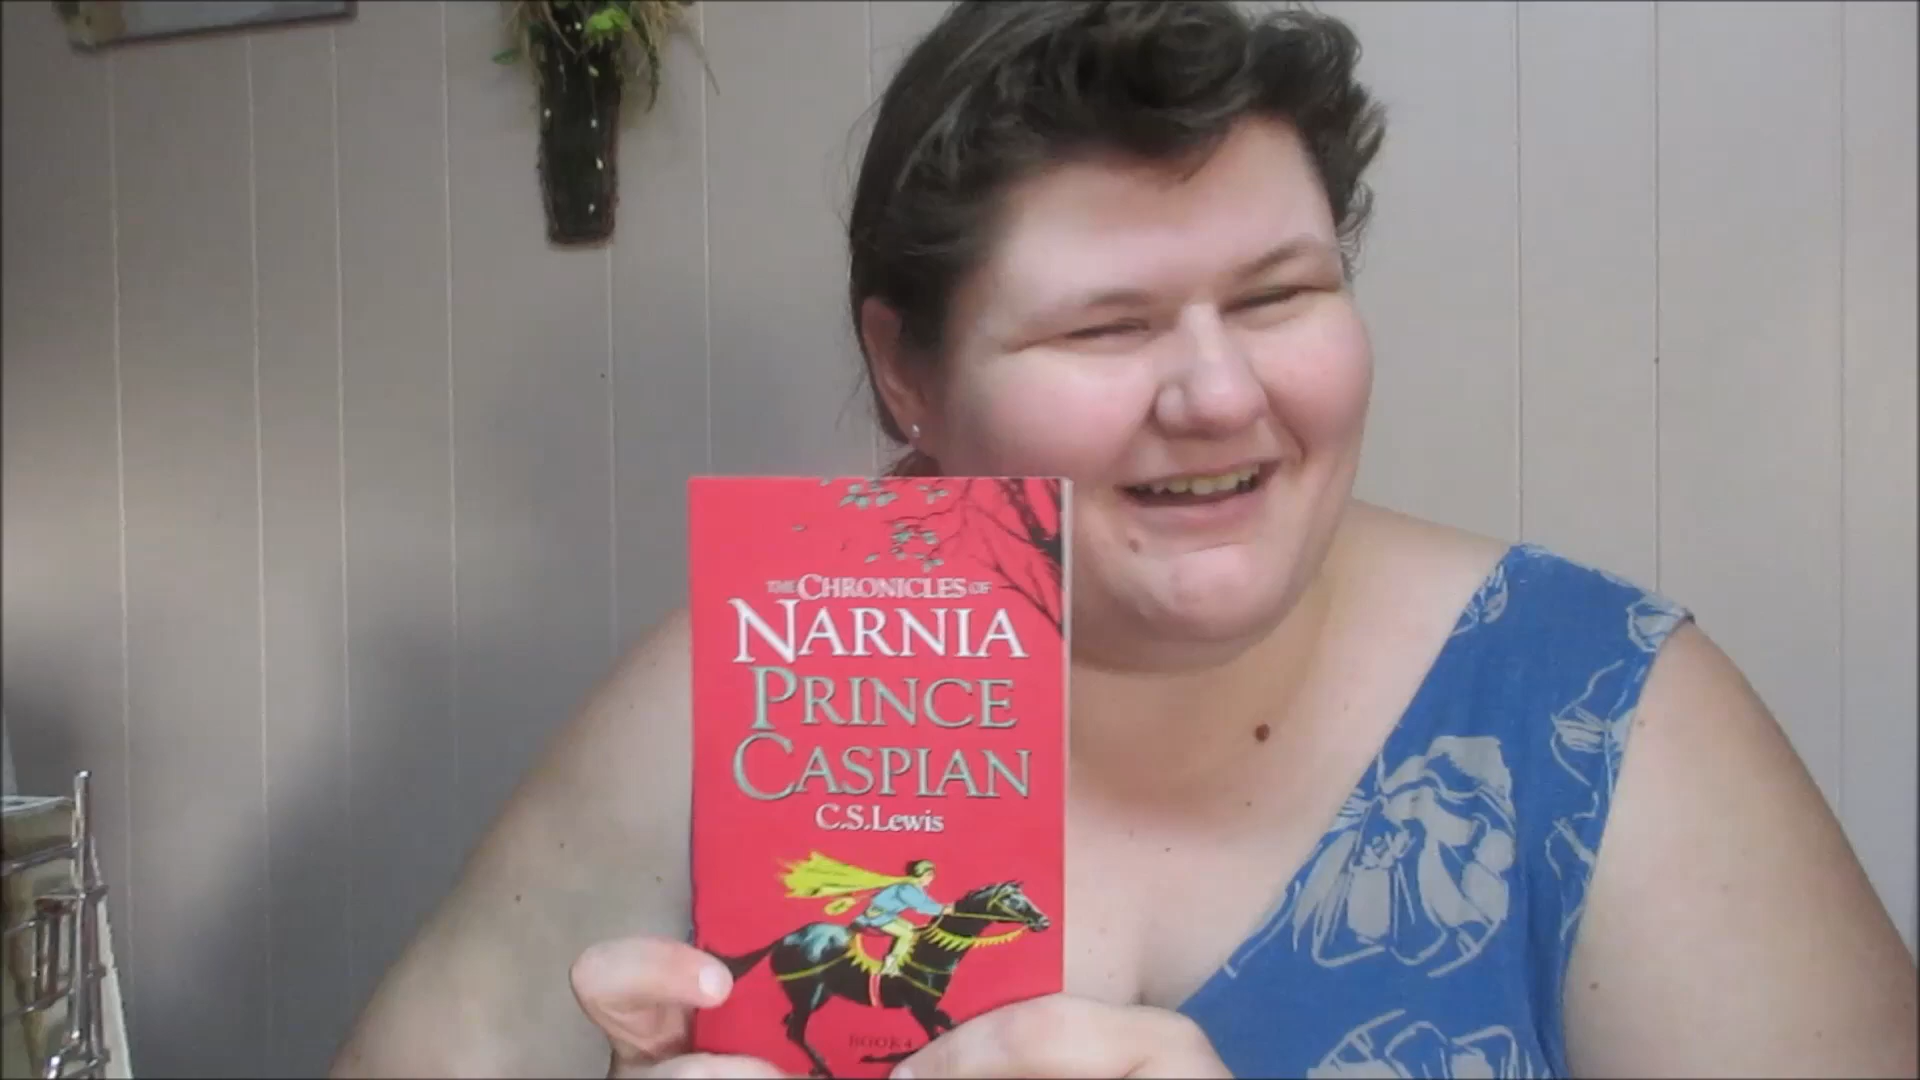 THE CHRONICLES OF
NARNIA
PRINCE
CASPIAN
C.S.Lewis
BOOK 4